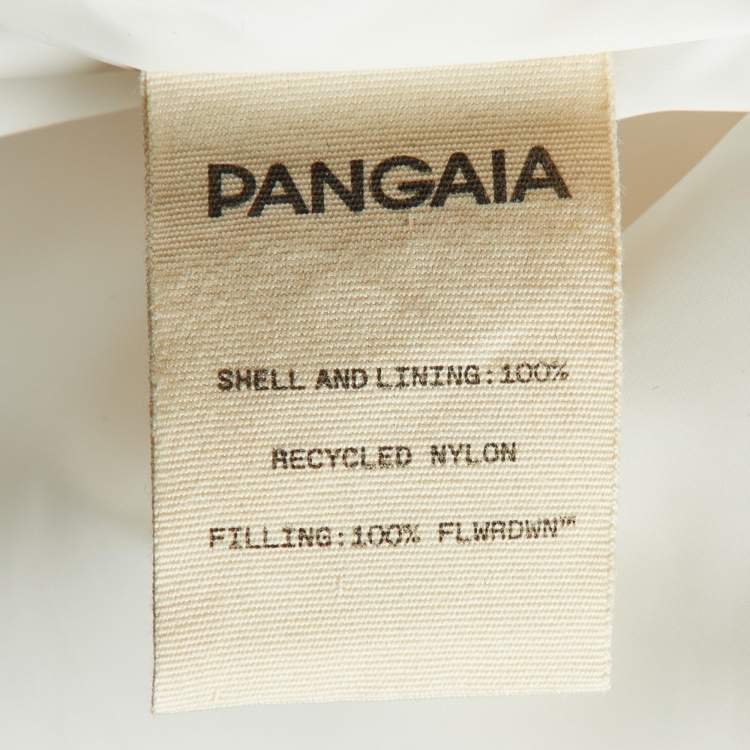 PANGAIA
SHELL AND LINING:100%
RECYCLED NYLON
FILLING:100% FLWRDWN™